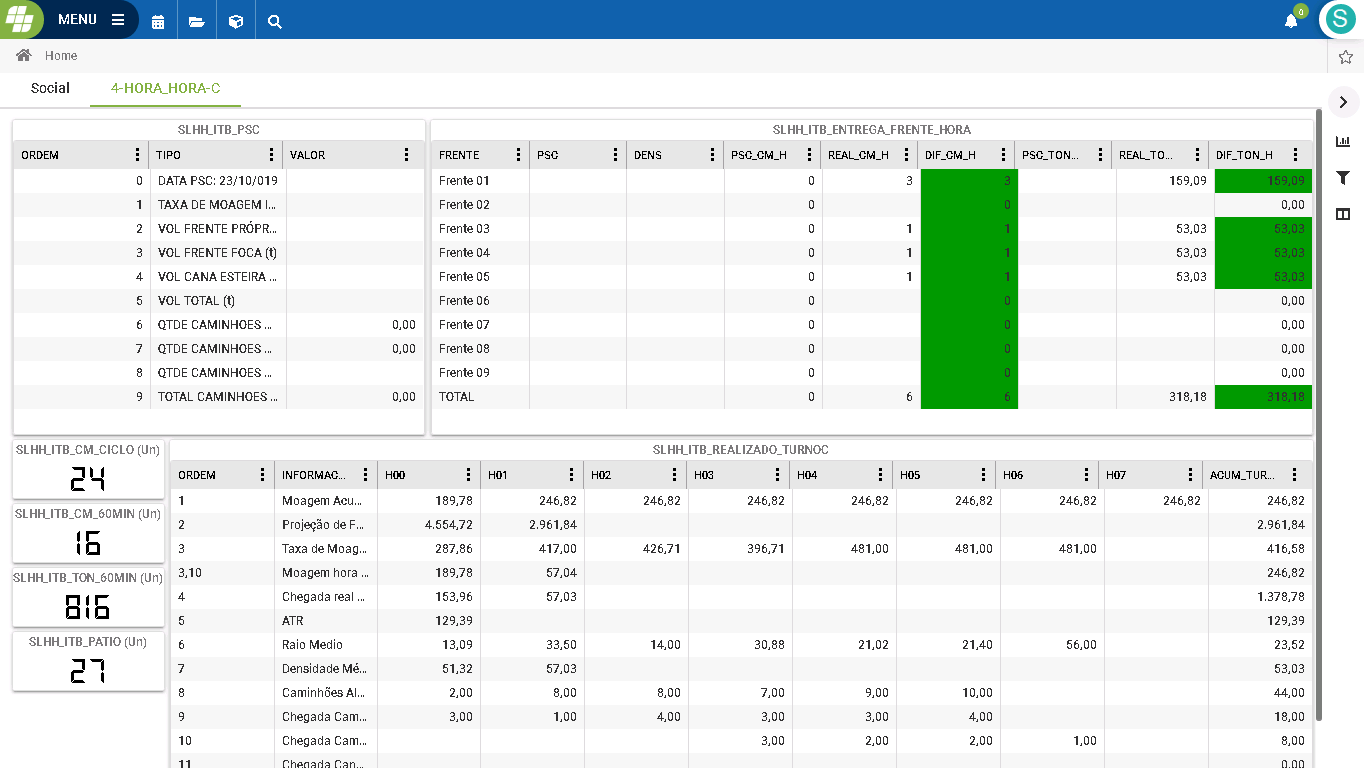 MENU
0
S
Home
Social 4-HORA_HORA-C
SLHH_ITB_PSC
ORDEM TIPO VALOR
0 DATA PSC: 23/10/019
1 TAXA DE MOAGEM I...
2 VOL FRENTE PRÓPR...
3 VOL FRENTE FOCA (t)
4 VOL CANA ESTEIRA ...
5 VOL TOTAL (t)
6 QTDE CAMINHOES ... 0,00
7 QTDE CAMINHOES ... 0,00
8 QTDE CAMINHOES ...
9 TOTAL CAMINHOES ... 0,00
SLHH_ITB_ENTREGA_FRENTE_HORA
FRENTE PSC DENS PSC_CM_H REAL_CM_H DIF_CM_H PSC_TON... REAL_TO... DIF_TON_H
Frente 01 0 3 3 159,09 159,09
Frente 02 0 0 0,00
Frente 03 0 1 1 53,03 53,03
Frente 04 0 1 1 53,03 53,03
Frente 05 0 1 1 53,03 53,03
Frente 06 0 0 0,00
Frente 07 0 0 0,00
Frente 08 0 0 0,00
Frente 09 0 0 0,00
TOTAL 0 6 6 318,18 318,18
SLHH_ITB_CM_CICLO (Un)
24
SLHH_ITB_CM_60MIN (Un)
16
SLHH_ITB_TON_60MIN (Un)
816
SLHH_ITB_PATIO (Un)
27
SLHH_ITB_REALIZADO_TURNOC
ORDEM INFORMAC... H00 H01 H02 H03 H04 H05 H06 H07 ACUM_TUR...
1 Moagem Acu... 189,78 246,82 246,82 246,82 246,82 246,82 246,82 246,82 246,82
2 Projeção de F... 4.554,72 2.961,84 2.961,84
3 Taxa de Moag... 287,86 417,00 426,71 396,71 481,00 481,00 481,00 416,58
3,10 Moagem hora ... 189,78 57,04 246,82
4 Chegada real ... 153,96 57,03 1.378,78
5 ATR 129,39 129,39
6 Raio Medio 13,09 33,50 14,00 30,88 21,02 21,40 56,00 23,52
7 Densidade Mé... 51,32 57,03 53,03
8 Caminhões Al... 2,00 8,00 8,00 7,00 9,00 10,00 44,00
9 Chegada Cam... 3,00 1,00 4,00 3,00 3,00 4,00 18,00
10 Chegada Cam... 3,00 2,00 2,00 1,00 8,00
11 Chegada Can... 0,00